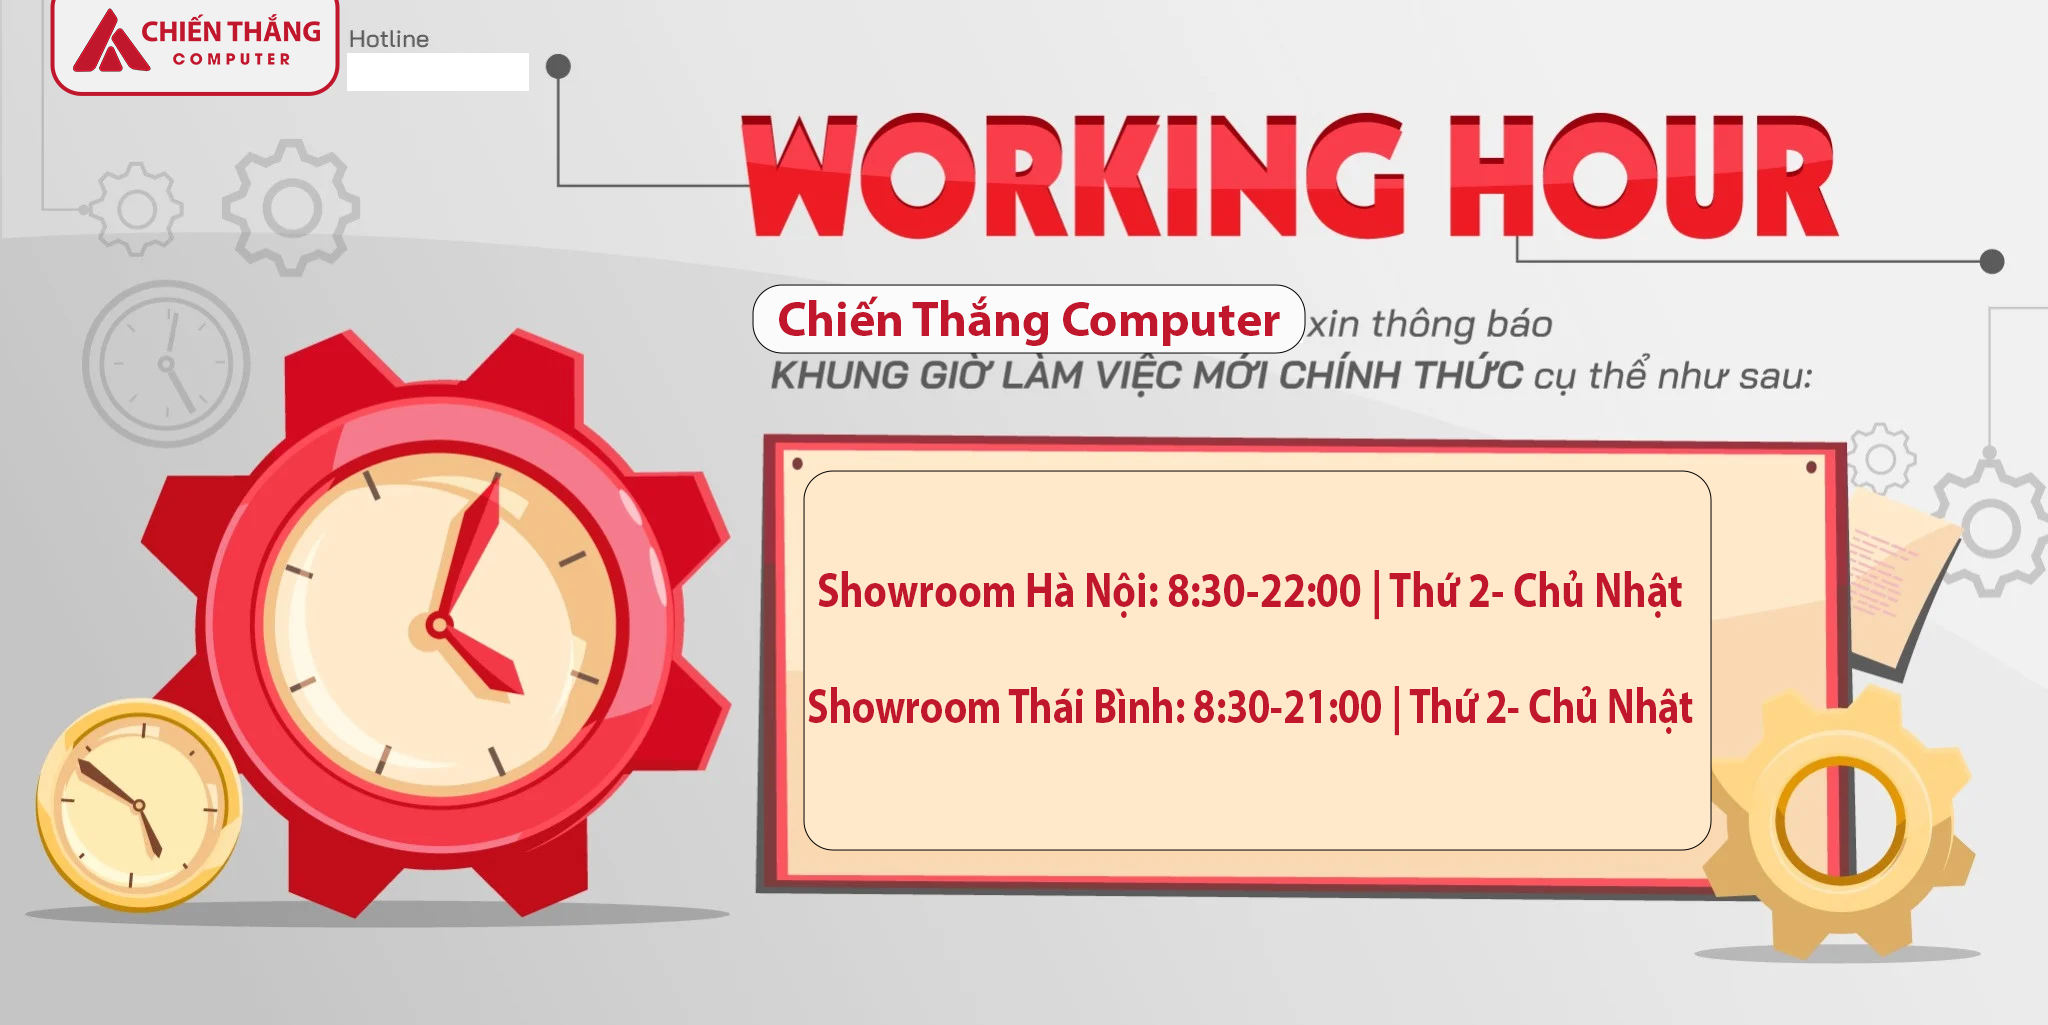 CHIẾN THẮNG
COMPUTER
Hotline
WORKING HOUR
Chiến Thắng Computer xin thông báo
KHUNG GIỜ LÀM VIỆC MỚI CHÍNH THỨC cụ thể như sau:
Showroom Hà Nội: 8:30-22:00 | Thứ 2- Chủ Nhật
Showroom Thái Bình: 8:30-21:00 | Thứ 2- Chủ Nhật